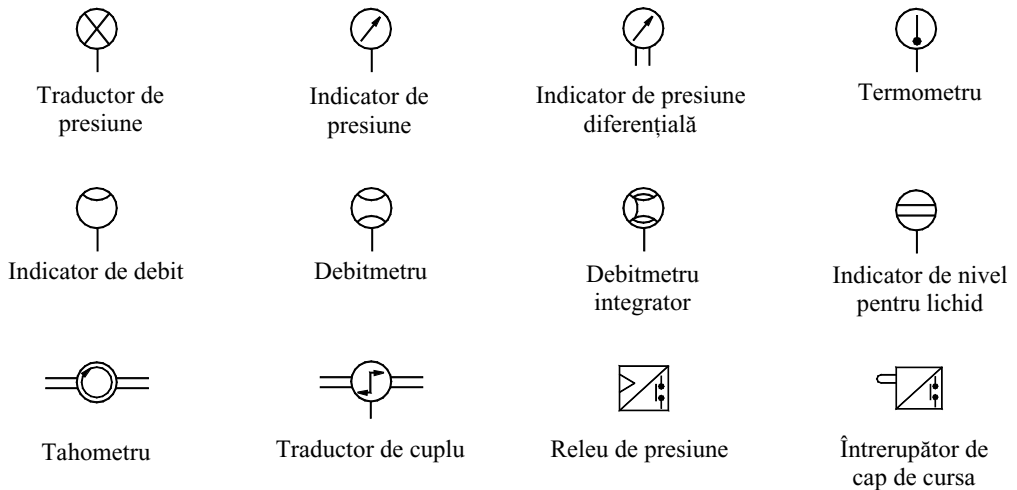 Traductor de
presiune
Indicator de
presiune
Indicator de presiune
diferențială
Termometru
Indicator de debit
Debitmetru
Debitmetru
integrator
Indicator de nivel
pentru lichid
Tahometru
Traductor de cuplu
Releu de presiune
Întrerupător de
cap de cursa